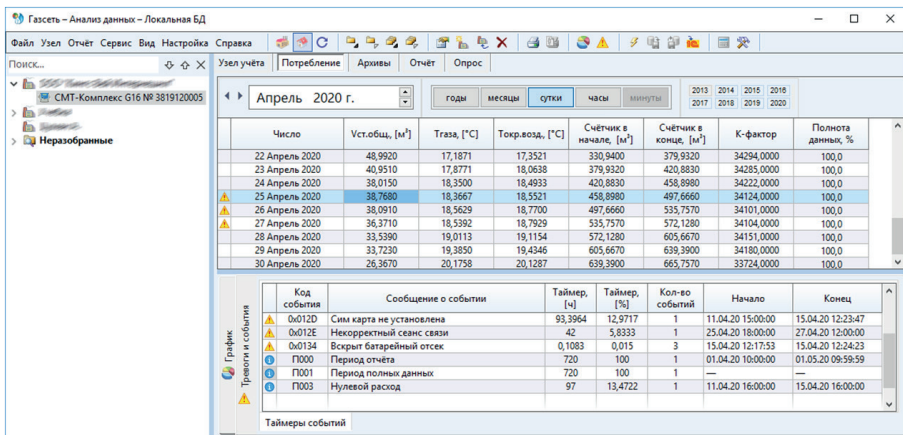 Газсеть – Анализ данных – Локальная БД
Файл Узел Отчёт Сервис Вид Настройка Справка
Поиск...
СМТ-Комплекс G16 № 3819120005
Неразобранные
Узел учёта Потребление Архивы Отчёт Опрос
Апрель 2020 г. годы месяцы сутки часы минуты
2013 2014 2015 2016
2017 2018 2019 2020
Число Vст.общ., [м³] Tгаза, [°C] Tокр.возд., [°C] Счётчик в начале, [м³] Счётчик в конце, [м³] К-фактор Полнота данных, %
22 Апрель 2020 48,9920 17,1871 17,3521 330,9400 379,9320 34294,0000 100,0
23 Апрель 2020 40,9510 17,8771 18,0638 379,9320 420,8830 34285,0000 100,0
24 Апрель 2020 38,0150 18,3500 18,4933 420,8830 458,8980 34222,0000 100,0
25 Апрель 2020 38,7680 18,3667 18,5521 458,8980 497,6660 34124,0000 100,0
26 Апрель 2020 38,0910 18,5629 18,7700 497,6660 535,7570 34101,0000 100,0
27 Апрель 2020 36,3710 18,5392 18,7929 535,7570 572,1280 34104,0000 100,0
28 Апрель 2020 33,5390 19,0113 19,1154 572,1280 605,6670 34151,0000 100,0
29 Апрель 2020 33,7230 19,3850 19,4346 605,6670 639,3900 34180,0000 100,0
30 Апрель 2020 26,3670 20,1758 20,1287 639,3900 665,7570 33724,0000 100,0
График
Тревоги и события
Код события Сообщение о событии Таймер, [ч] Таймер, [%] Кол-во событий Начало Конец
0x012D Сим карта не установлена 93,3964 12,9717 1 11.04.20 15:00:00 15.04.20 12:23:47
0x012E Некорректный сеанс связи 42 5,8333 1 25.04.20 18:00:00 27.04.20 12:00:00
0x0134 Вскрыт батарейный отсек 0,1083 0,015 3 15.04.20 12:17:53 15.04.20 12:24:23
П000 Период отчёта 720 100 1 01.04.20 10:00:00 01.05.20 09:59:59
П001 Период полных данных 720 100 1 — —
П003 Нулевой расход 97 13,4722 1 11.04.20 16:00:00 15.04.20 16:00:00
Таймеры событий